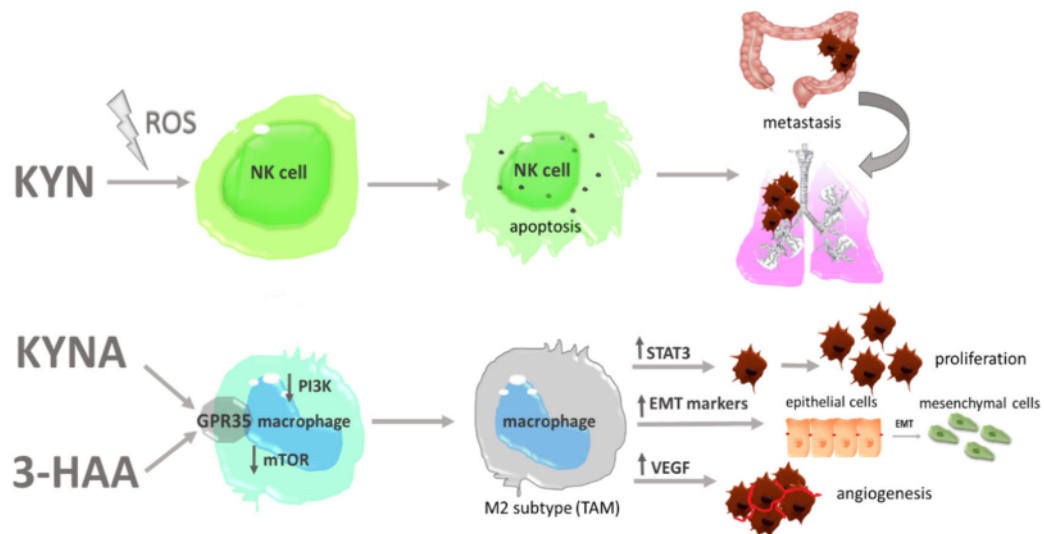 ROS
KYN
NK cell
NK cell
apoptosis
metastasis
KYNA
3-HAA
GPR35
PI3K
macrophage
mTOR
macrophage
M2 subtype (TAM)
STAT3
proliferation
EMT markers
epithelial cells
EMT
mesenchymal cells
VEGF
angiogenesis